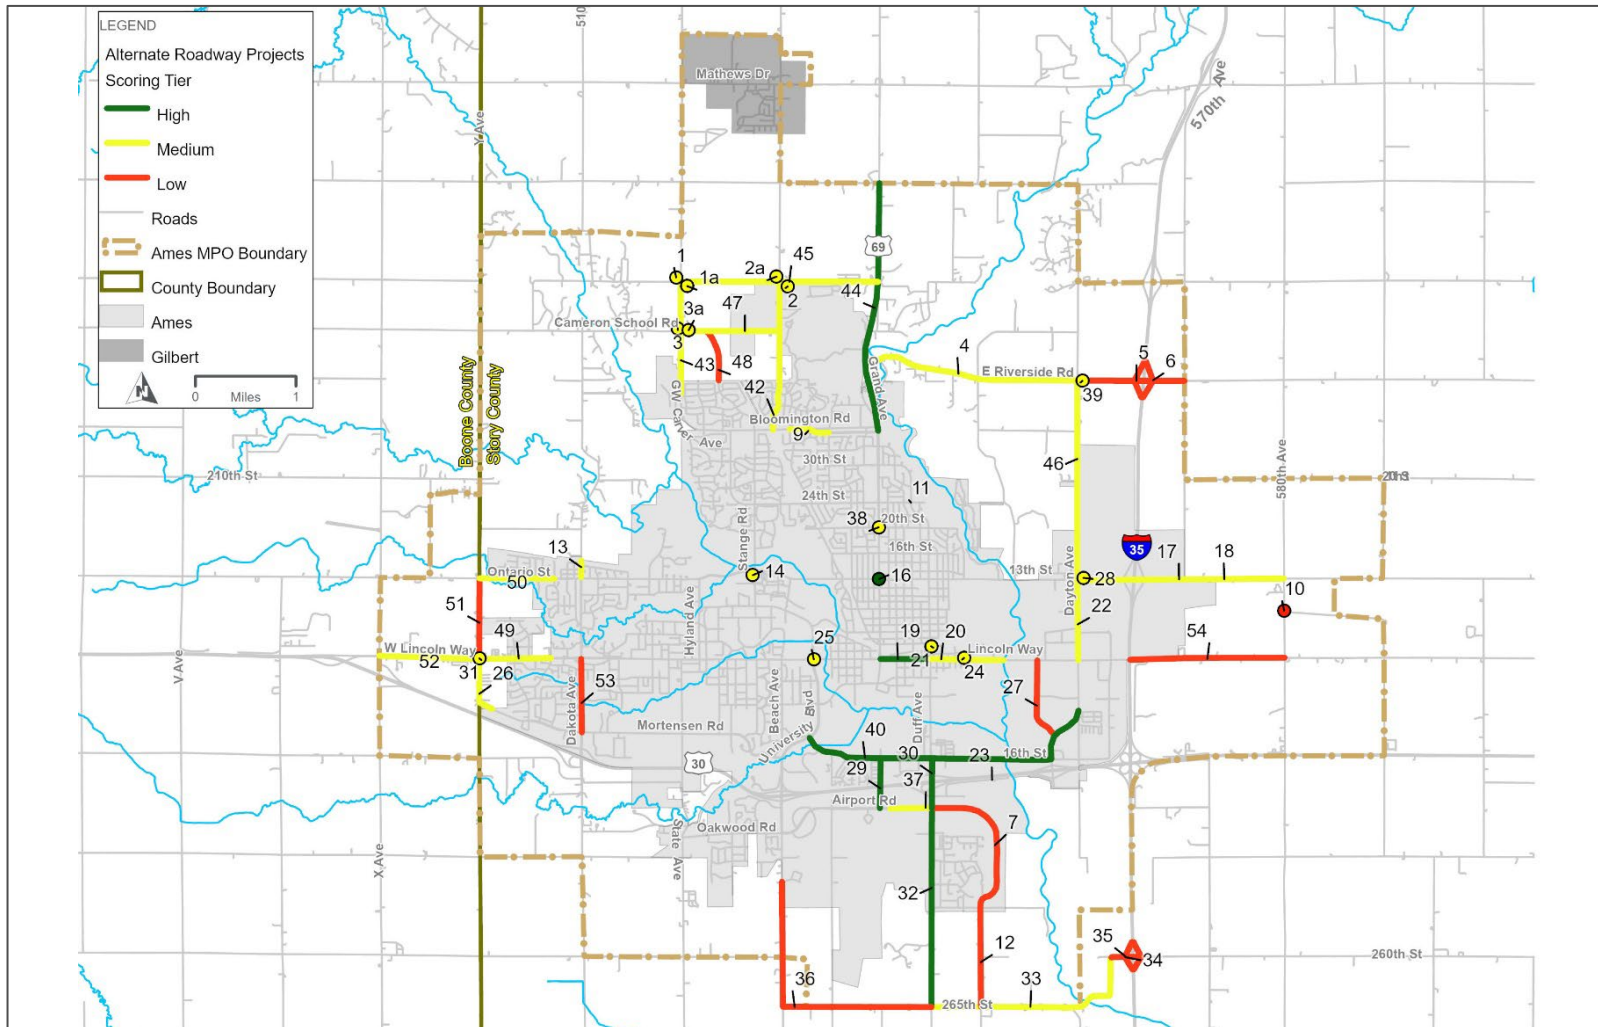 LEGEND
Alternate Roadway Projects
Scoring Tier
High
Medium
Low
Roads
Ames MPO Boundary
County Boundary
Ames
Gilbert
N
0 Miles 1
510
Mathews Dr
Y Ave
570th Ave
69
1
1a
2a
45
2
44
3a
47
Cameron School Rd
3
43
48
4
E Riverside Rd
5
6
39
GW Carver Ave
42
Grand Ave
Bloomington Rd
9
Boone County
Story County
30th St
46
210th St
580th Ave
24th St
11
38
20th St
Stange Rd
16th St
35
13
Ontario St
50
14
16
13th St
28
17
18
10
Dayton Ave
22
51
49
W Lincoln Way
52
31
26
Hyland Ave
25
19
20
21
Lincoln Way
24
54
V Ave
Dakota Ave
53
Mortensen Rd
Beach Ave
University Blvd
Duff Ave
27
30
40
30
23
16th St
29
37
Airport Rd
Oakwood Rd
State Ave
X Ave
7
32
12
35
34
260th St
36
33
265th St